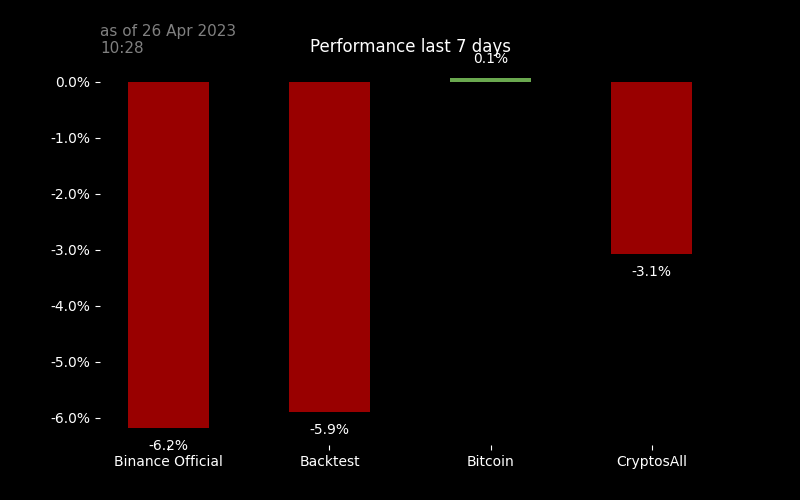 as of 26 Apr 2023
10:28
Performance last 7 days
0.1%
0.0%
-1.0%
-2.0%
-3.0%
-3.1%
-4.0%
-5.0%
-6.0%
-5.9%
-6.2%
Binance Official
Backtest
Bitcoin
CryptosAll